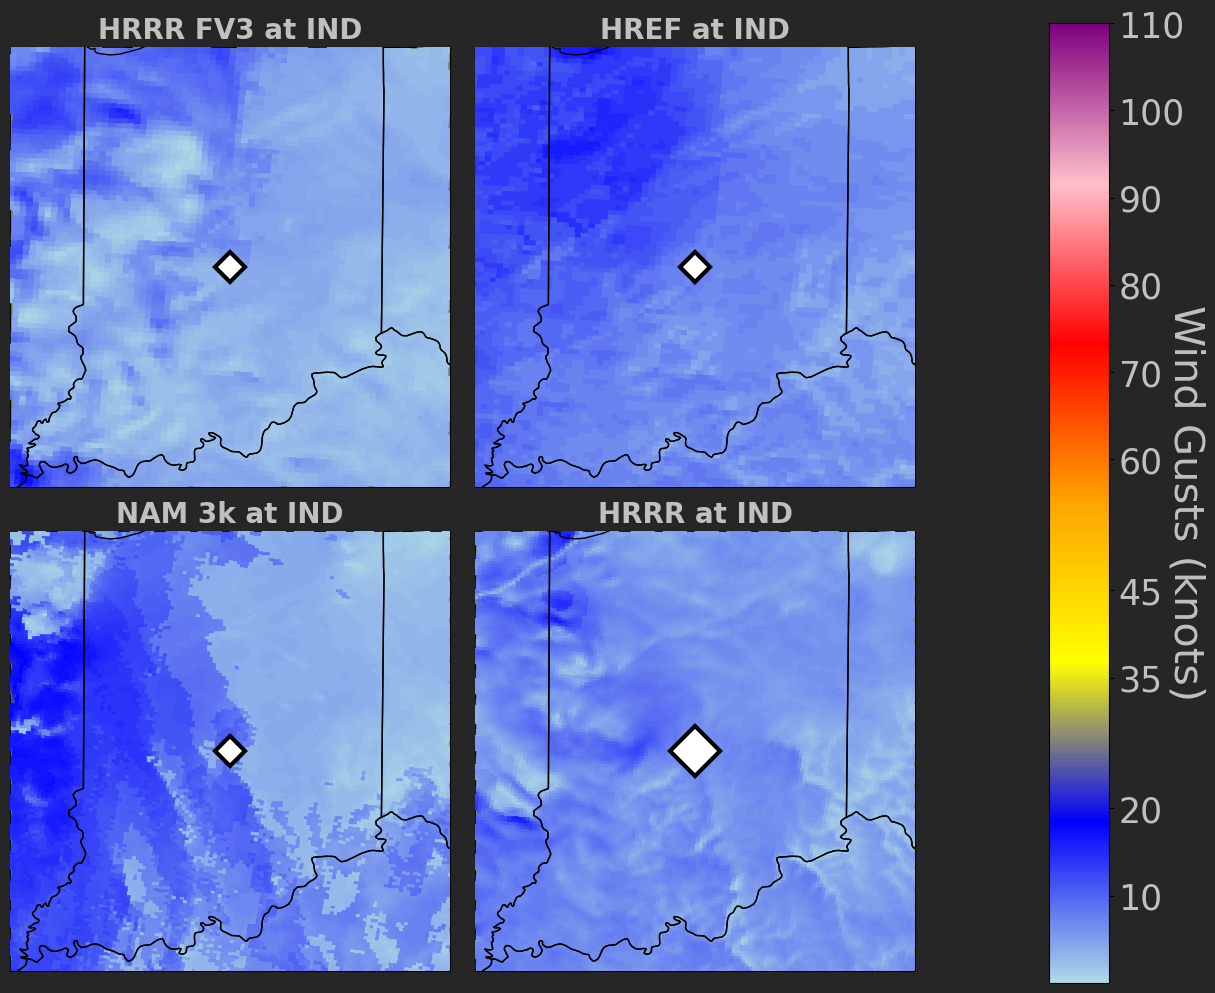 HRRR FV3 at IND
HREF at IND
NAM 3k at IND
HRRR at IND
110
100
90
80
70
60
45
35
20
10
Wind Gusts (knots)